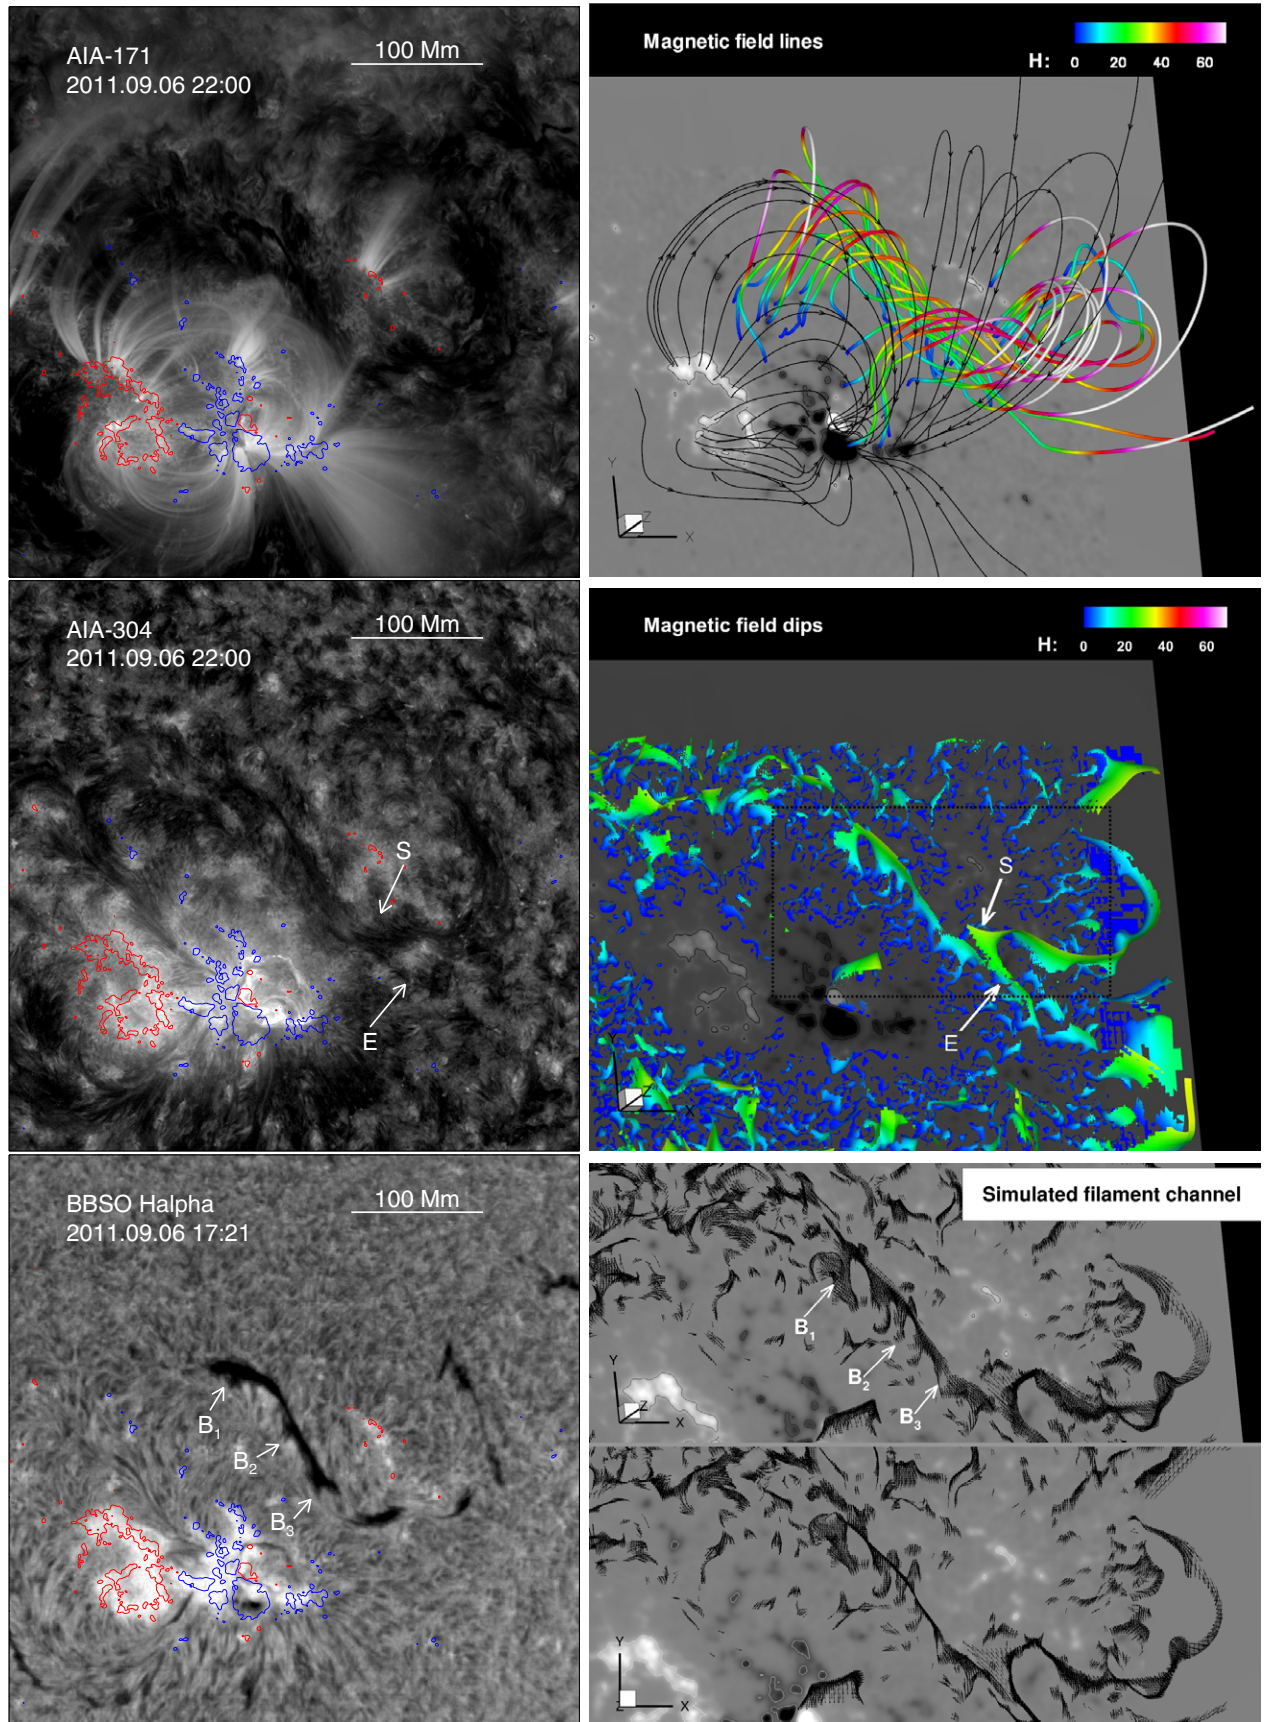 AIA-171
2011.09.06 22:00
100 Mm
Magnetic field lines
H: 0 20 40 60
Y
Z
X
AIA-304
2011.09.06 22:00
100 Mm
S
E
Magnetic field dips
H: 0 20 40 60
S
E
Y
Z
X
BBSO Halpha
2011.09.06 17:21
100 Mm
B1
B2
B3
Simulated filament channel
B1
B2
B3
Y
Z
X
Y
Z
X